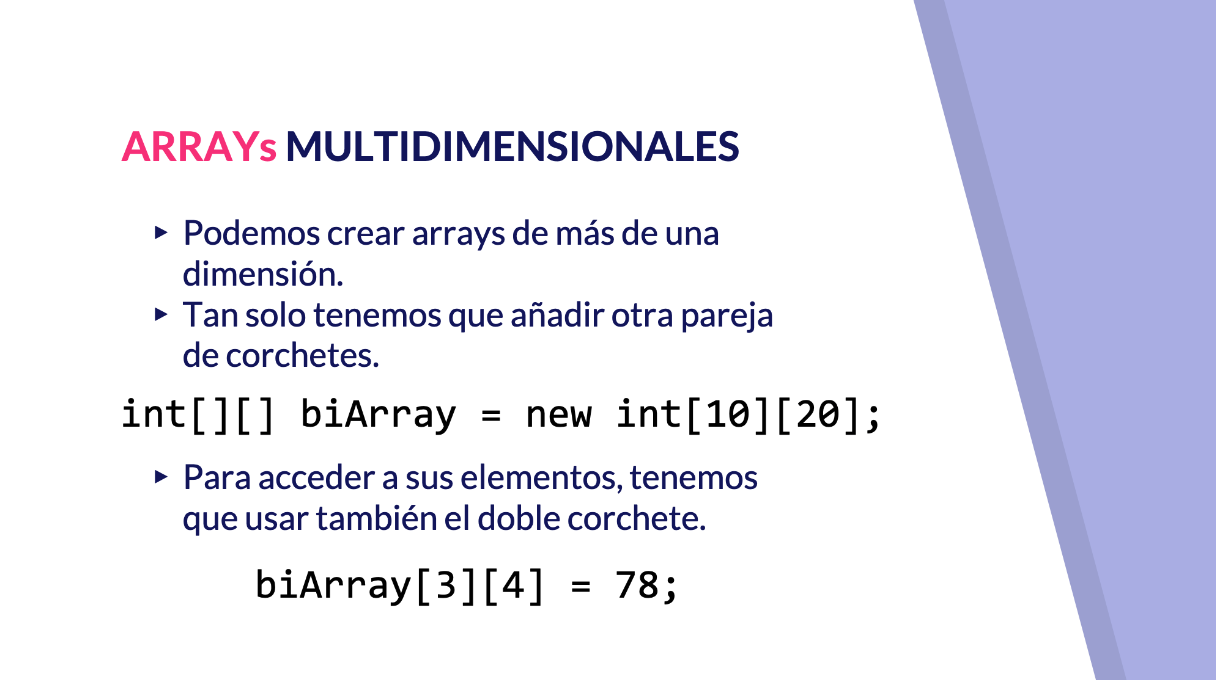 ARRAYs MULTIDIMENSIONALES
▸ Podemos crear arrays de más de una
dimensión.
▸ Tan solo tenemos que añadir otra pareja
de corchetes.
int[][] biArray = new int[10][20];
▸ Para acceder a sus elementos, tenemos
que usar también el doble corchete.
biArray[3][4] = 78;